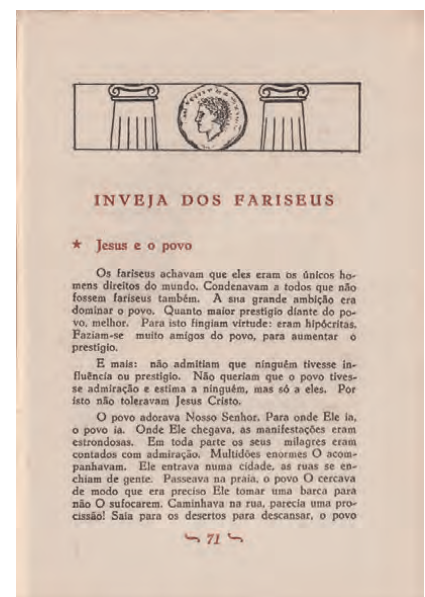 INVEJA DOS FARISEUS
★ Jesus e o povo
Os fariseus achavam que eles eram os únicos ho-
mens direitos do mundo. Condenavam a todos que não
fossem fariseus também. A sua grande ambição era
dominar o povo. Quanto maior prestígio diante do po-
vo, melhor. Para isto fingiam virtude: eram hipócritas.
Faziam-se muito amigos do povo, para aumentar o
prestígio.
E mais: não admitiam que ninguém tivesse in-
fluência ou prestígio. Não queriam que o povo tives-
se admiração e estima a ninguém, mas só a eles. Por
isto não toleravam Jesus Cristo.
O povo adorava Nosso Senhor. Para onde Ele ia,
o povo ia. Onde Ele chegava, as manifestações eram
estrondosas. Em toda parte os seus milagres eram
contados com admiração. Multidões enormes O acom-
panhavam. Ele entrava numa cidade, as ruas se en-
chiam de gente. Passeava na praia, o povo O cercava
de modo que era preciso Ele tomar uma barca para
não O sufocarem. Caminhava na rua, parecia uma pro-
cissão! Saía para os desertos para descansar, o povo
71